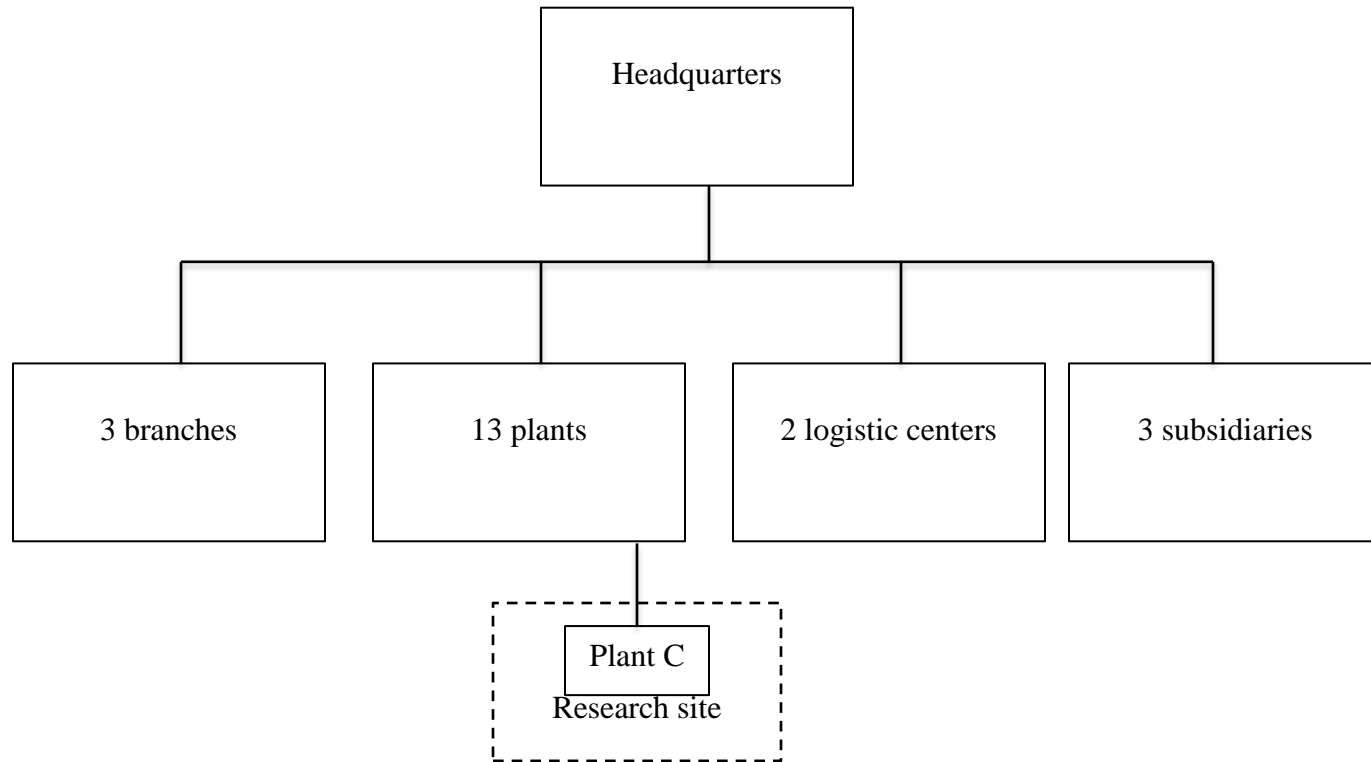 Headquarters
3 branches
13 plants
2 logistic centers
3 subsidiaries
Plant C
Research site